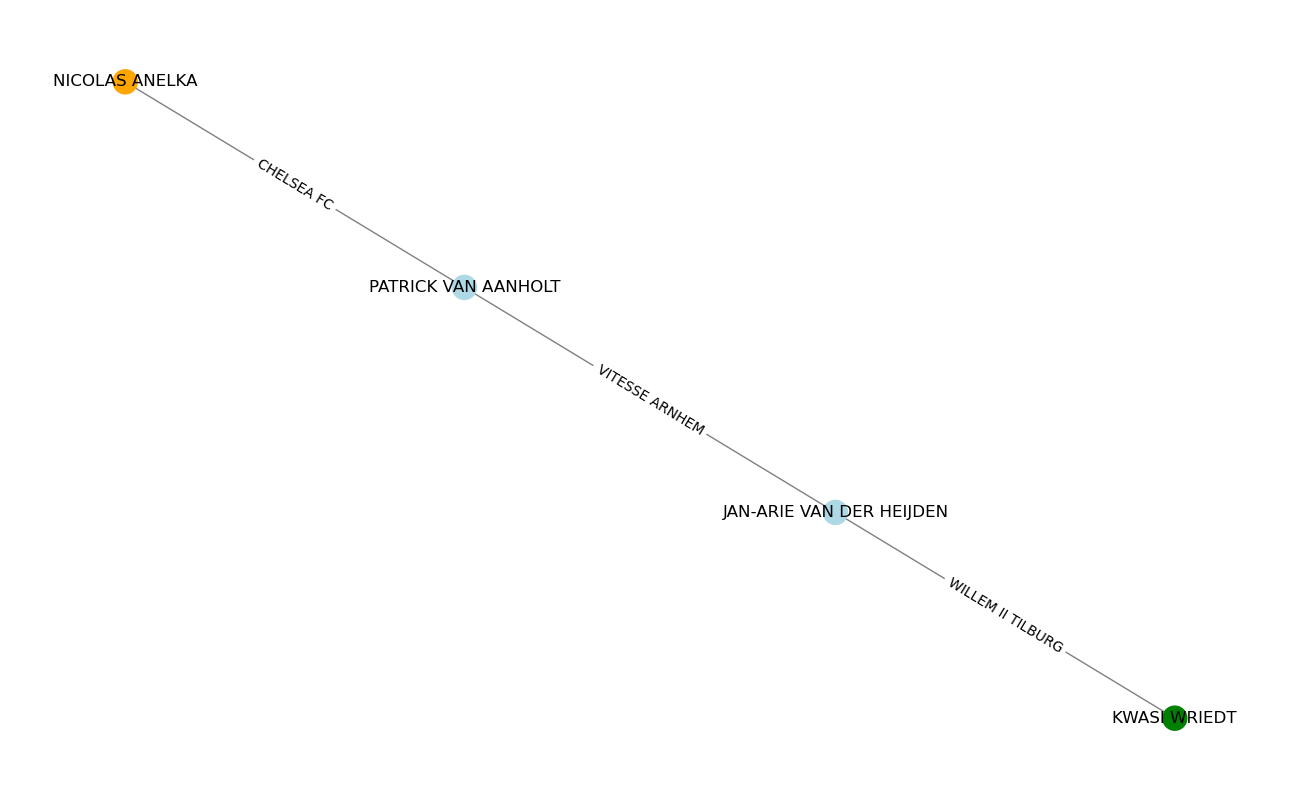 NICOLAS ANELKA
CHELSEA FC
PATRICK VAN AANHOLT
VITESSE ARNHEM
JAN-ARIE VAN DER HEIJDEN
WILLEM II TILBURG
KWASI WRIEDT